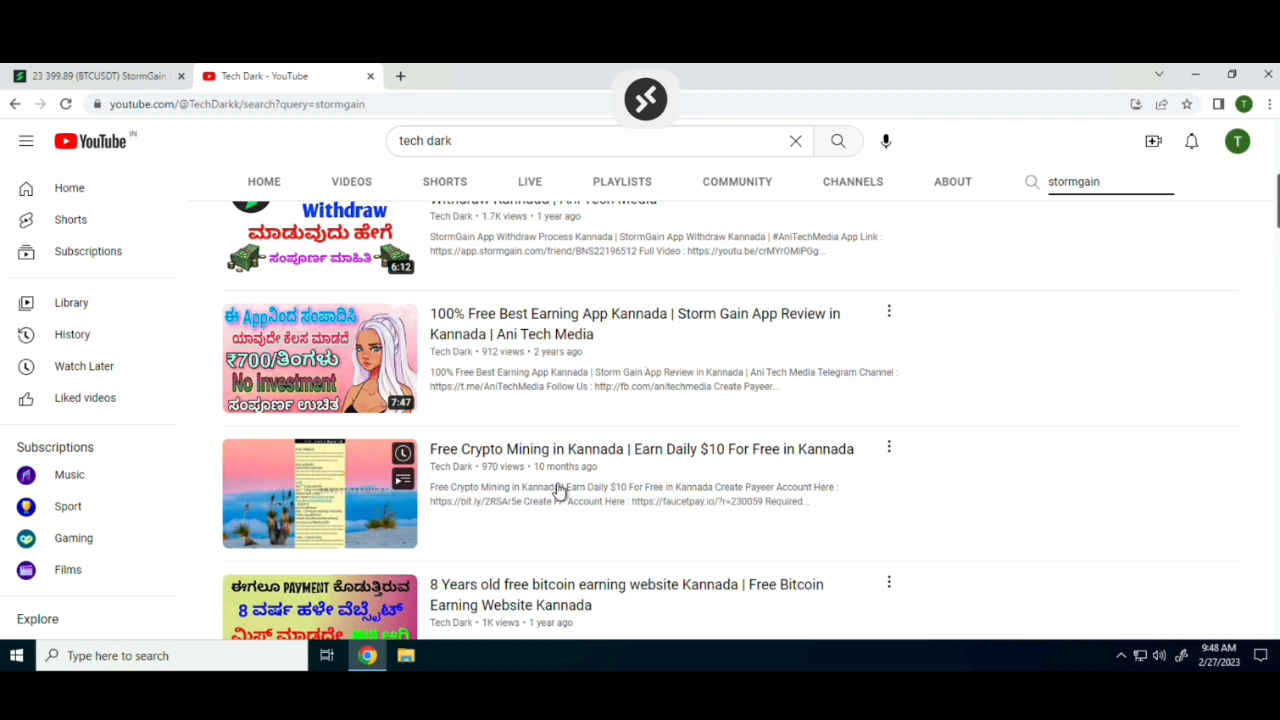 23 399.89 (BTCUSDT) StormGain
Tech Dark - YouTube
youtube.com/@TechDarkk/search?query=stormgain
YouTube IN
tech dark
T
T
HOME VIDEOS SHORTS LIVE PLAYLISTS COMMUNITY CHANNELS ABOUT stormgain
Home
Shorts
Subscriptions
Library
History
Watch Later
Liked videos
Subscriptions
Music
Sport
Gaming
Films
Explore
Withdraw
ಮಾಡುವುದು ಹೇಗೆ
ಸಂಪೂರ್ಣ ಮಾಹಿತಿ
6:12
Withdraw Kannada | Ani Tech Media
Tech Dark • 1.7K views • 1 year ago
StormGain App Withdraw Process Kannada | StormGain App Withdraw Kannada | #AniTechMedia App Link :
https://app.stormgain.com/friend/BNS22196512 Full Video : https://youtu.be/crMYrOMIPGg...
ಈ Appನಿಂದ ಸಂಪಾದಿಸಿ
ಯಾವುದೇ ಕೆಲಸ ಮಾಡದೆ
₹700/ತಿಂಗಳು
No Investment
ಸಂಪೂರ್ಣ ಉಚಿತ
7:47
100% Free Best Earning App Kannada | Storm Gain App Review in
Kannada | Ani Tech Media
Tech Dark • 912 views • 2 years ago
100% Free Best Earning App Kannada | Storm Gain App Review in Kannada | Ani Tech Media Telegram Channel :
https://t.me/AniTechMedia Follow Us : http://fb.com/anitechmedia Create Payeer...
Free Crypto Mining in Kannada | Earn Daily $10 For Free in Kannada
Tech Dark • 970 views • 10 months ago
Free Crypto Mining in Kannada | Earn Daily $10 For Free in Kannada Create Payeer Account Here :
https://bit.ly/2RSAr5e Create Account Here : https://faucetpay.io/?r=230059 Required...
ಈಗಲೂ PAYMENT ಕೊಡುತ್ತಿರುವ
8 ವರ್ಷ ಹಳೇ ವೆಬ್ಸೈಟ್
ಮಿಸ್ ಮಾಡದೇ
8 Years old free bitcoin earning website Kannada | Free Bitcoin
Earning Website Kannada
Tech Dark • 1K views • 1 year ago
Type here to search
9:48 AM
2/27/2023